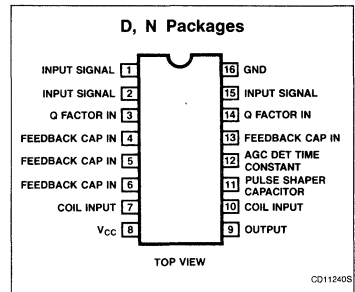 D, N Packages
INPUT SIGNAL 1
INPUT SIGNAL 2
Q FACTOR IN 3
FEEDBACK CAP IN 4
FEEDBACK CAP IN 5
FEEDBACK CAP IN 6
COIL INPUT 7
VCC 8
16 GND
15 INPUT SIGNAL
14 Q FACTOR IN
13 FEEDBACK CAP IN
12 AGC DET TIME
CONSTANT
11 PULSE SHAPER
CAPACITOR
10 COIL INPUT
9 OUTPUT
TOP VIEW
CD11240S